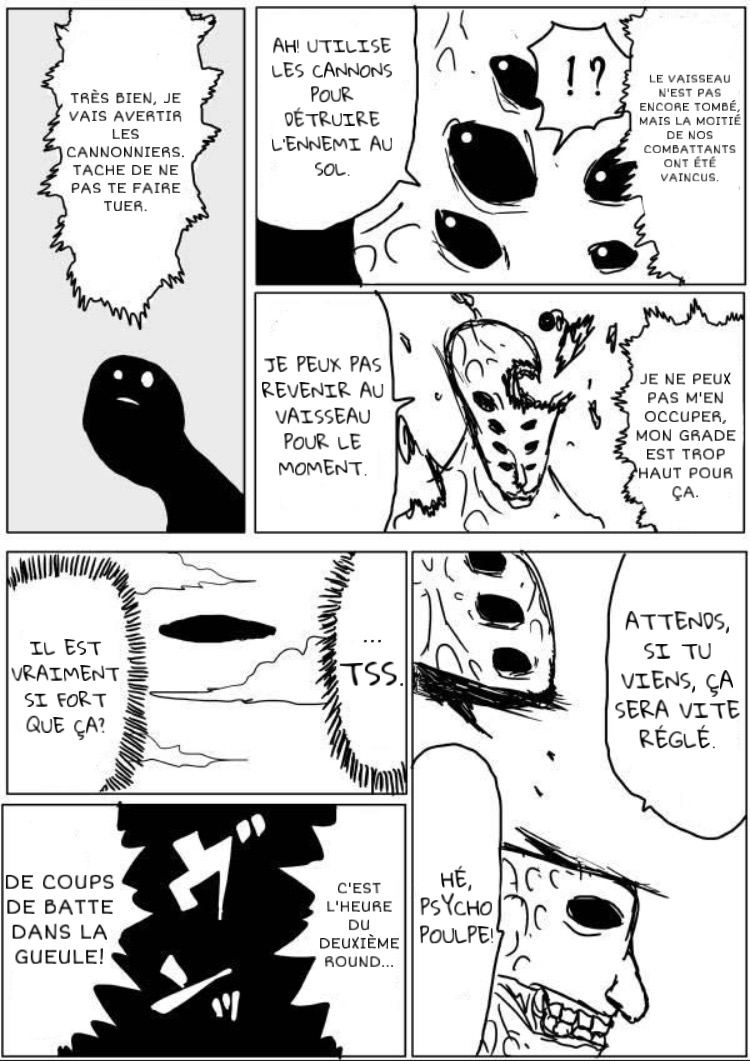 LE VAISSEAU
N'EST PAS
ENCORE TOMBÉ,
MAIS LA MOITIÉ
DE NOS
COMBATTANTS
ONT ÉTÉ
VAINCUS.
!?
AH! UTILISE
LES CANNONS
POUR
DÉTRUIRE
L'ENNEMI AU
SOL.
JE NE PEUX
PAS M'EN
OCCUPER,
MON GRADE
EST TROP
HAUT POUR
ÇA.
JE PEUX PAS
REVENIR AU
VAISSEAU
POUR LE
MOMENT.
TRÈS BIEN, JE
VAIS AVERTIR
LES
CANNONNIERS.
TACHE DE NE
PAS TE FAIRE
TUER.
ATTENDS,
SI TU
VIENS, ÇA
SERA VITE
RÉGLÉ.
HÉ,
PSYCHO
POULPE!
...
TSS.
IL EST
VRAIMENT
SI FORT
QUE ÇA?
C'EST
L'HEURE
DU
DEUXIÈME
ROUND...
DE COUPS
DE BATTE
DANS LA
GUEULE!